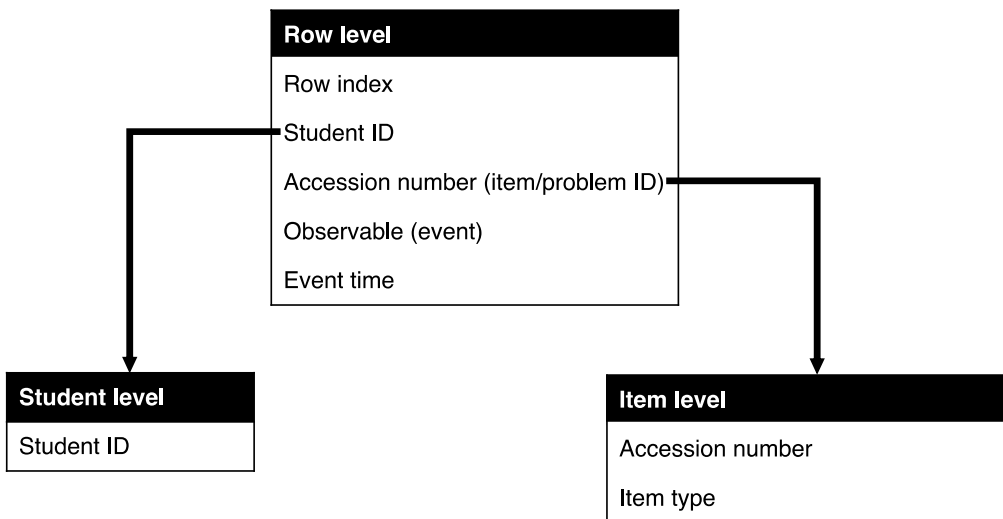 Row level
Row index
Student ID
Accession number (item/problem ID)
Observable (event)
Event time
Student level
Student ID
Item level
Accession number
Item type